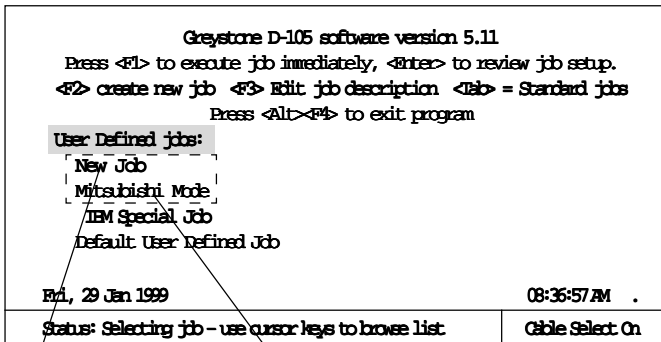 Greystone D-105 software version 5.11
Press <F1> to execute job immediately, <Enter> to review job setup.
<F2> create new job <F3> Edit job description <Tab> = Standard jobs
Press <Alt><F4> to exit program
User Defined jobs:
New Job
Mitsubishi Mode
IBM Special Job
Default User Defined Job
Fri, 29 Jan 1999 08:36:57 AM .
Status: Selecting job - use cursor keys to browse list Cable Select On